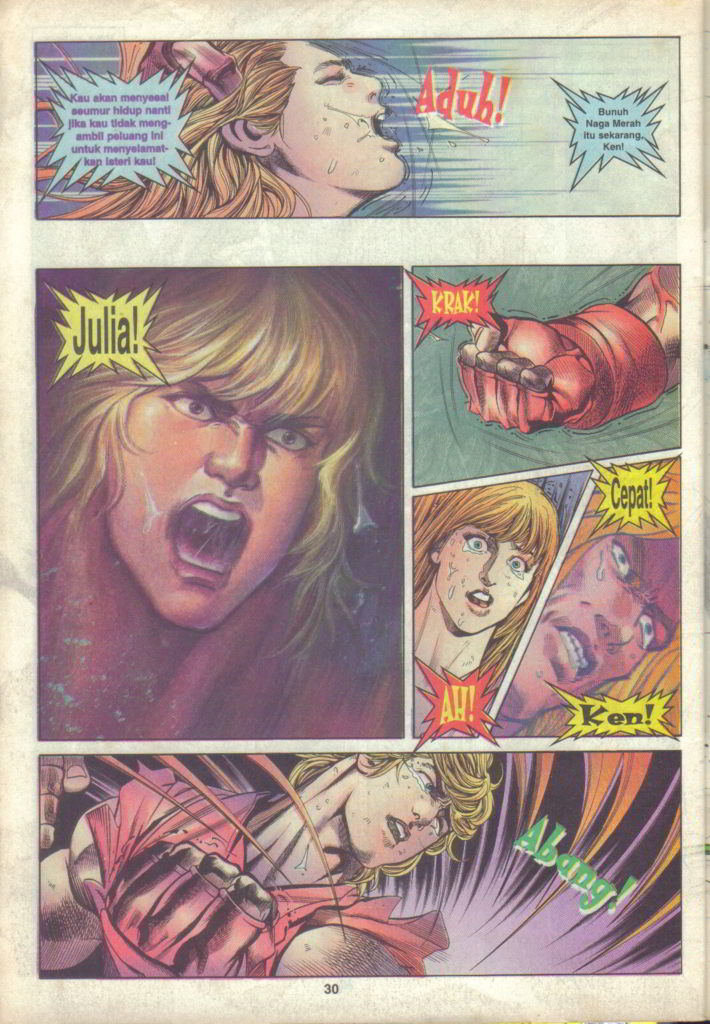 Kau akan menyesal
seumur hidup nanti
jika kau tidak meng-
ambil peluang ini
untuk menyelamat-
kan isteri kau!
Aduh!
Bunuh
Naga Merah
itu sekarang,
Ken!
Julia!
KRAK!
Cepat!
AH!
Ken!
Abang!
30